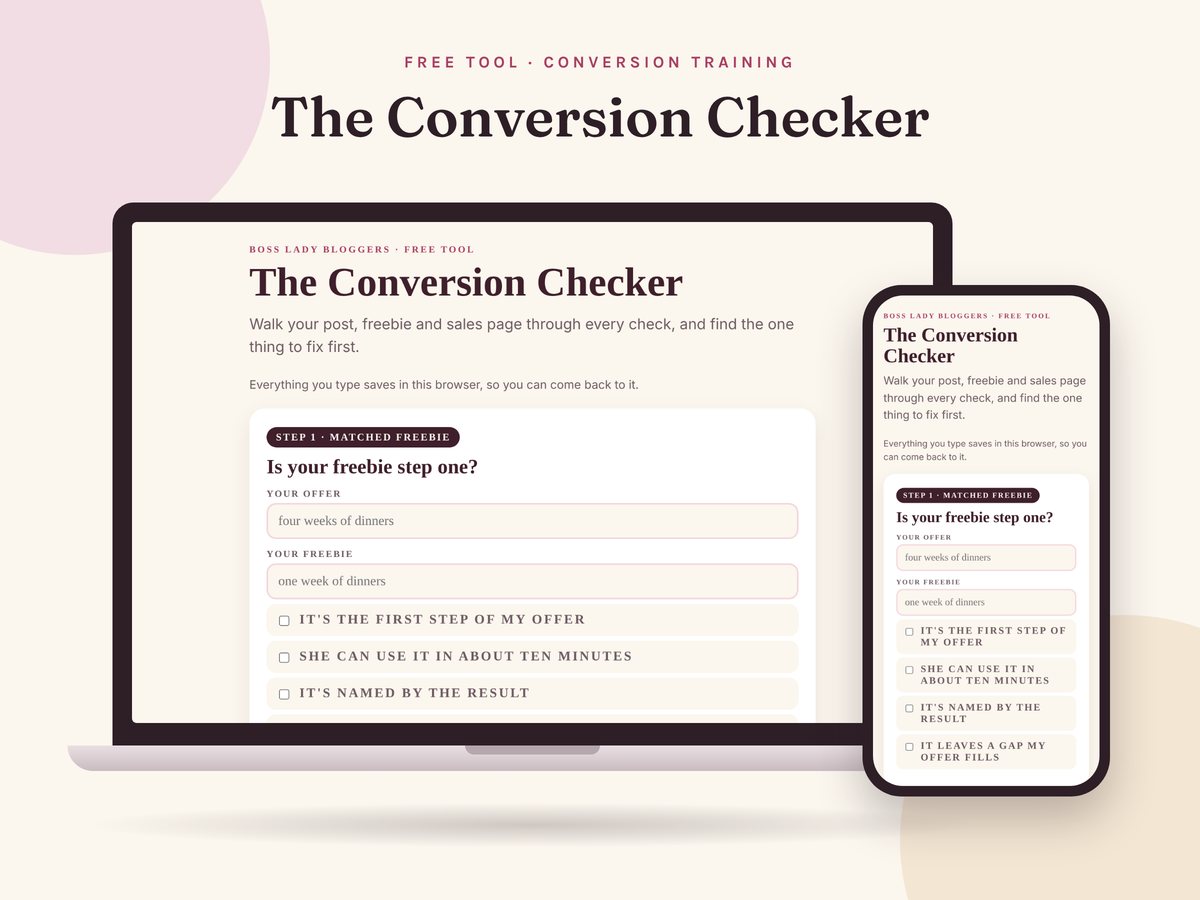 FREE TOOL · CONVERSION TRAINING
The Conversion Checker
BOSS LADY BLOGGERS · FREE TOOL
The Conversion Checker
Walk your post, freebie and sales page through every check, and find the one
thing to fix first.
Everything you type saves in this browser, so you can come back to it.
STEP 1 · MATCHED FREEBIE
Is your freebie step one?
YOUR OFFER
four weeks of dinners
YOUR FREEBIE
one week of dinners
IT'S THE FIRST STEP OF MY OFFER
SHE CAN USE IT IN ABOUT TEN MINUTES
IT'S NAMED BY THE RESULT
BOSS LADY BLOGGERS · FREE TOOL
The Conversion
Checker
Walk your post, freebie and sales page
through every check, and find the one
thing to fix first.
Everything you type saves in this browser, so you
can come back to it.
STEP 1 · MATCHED FREEBIE
Is your freebie step one?
YOUR OFFER
four weeks of dinners
YOUR FREEBIE
one week of dinners
IT'S THE FIRST STEP OF
MY OFFER
SHE CAN USE IT IN
ABOUT TEN MINUTES
IT'S NAMED BY THE
RESULT
IT LEAVES A GAP MY
OFFER FILLS